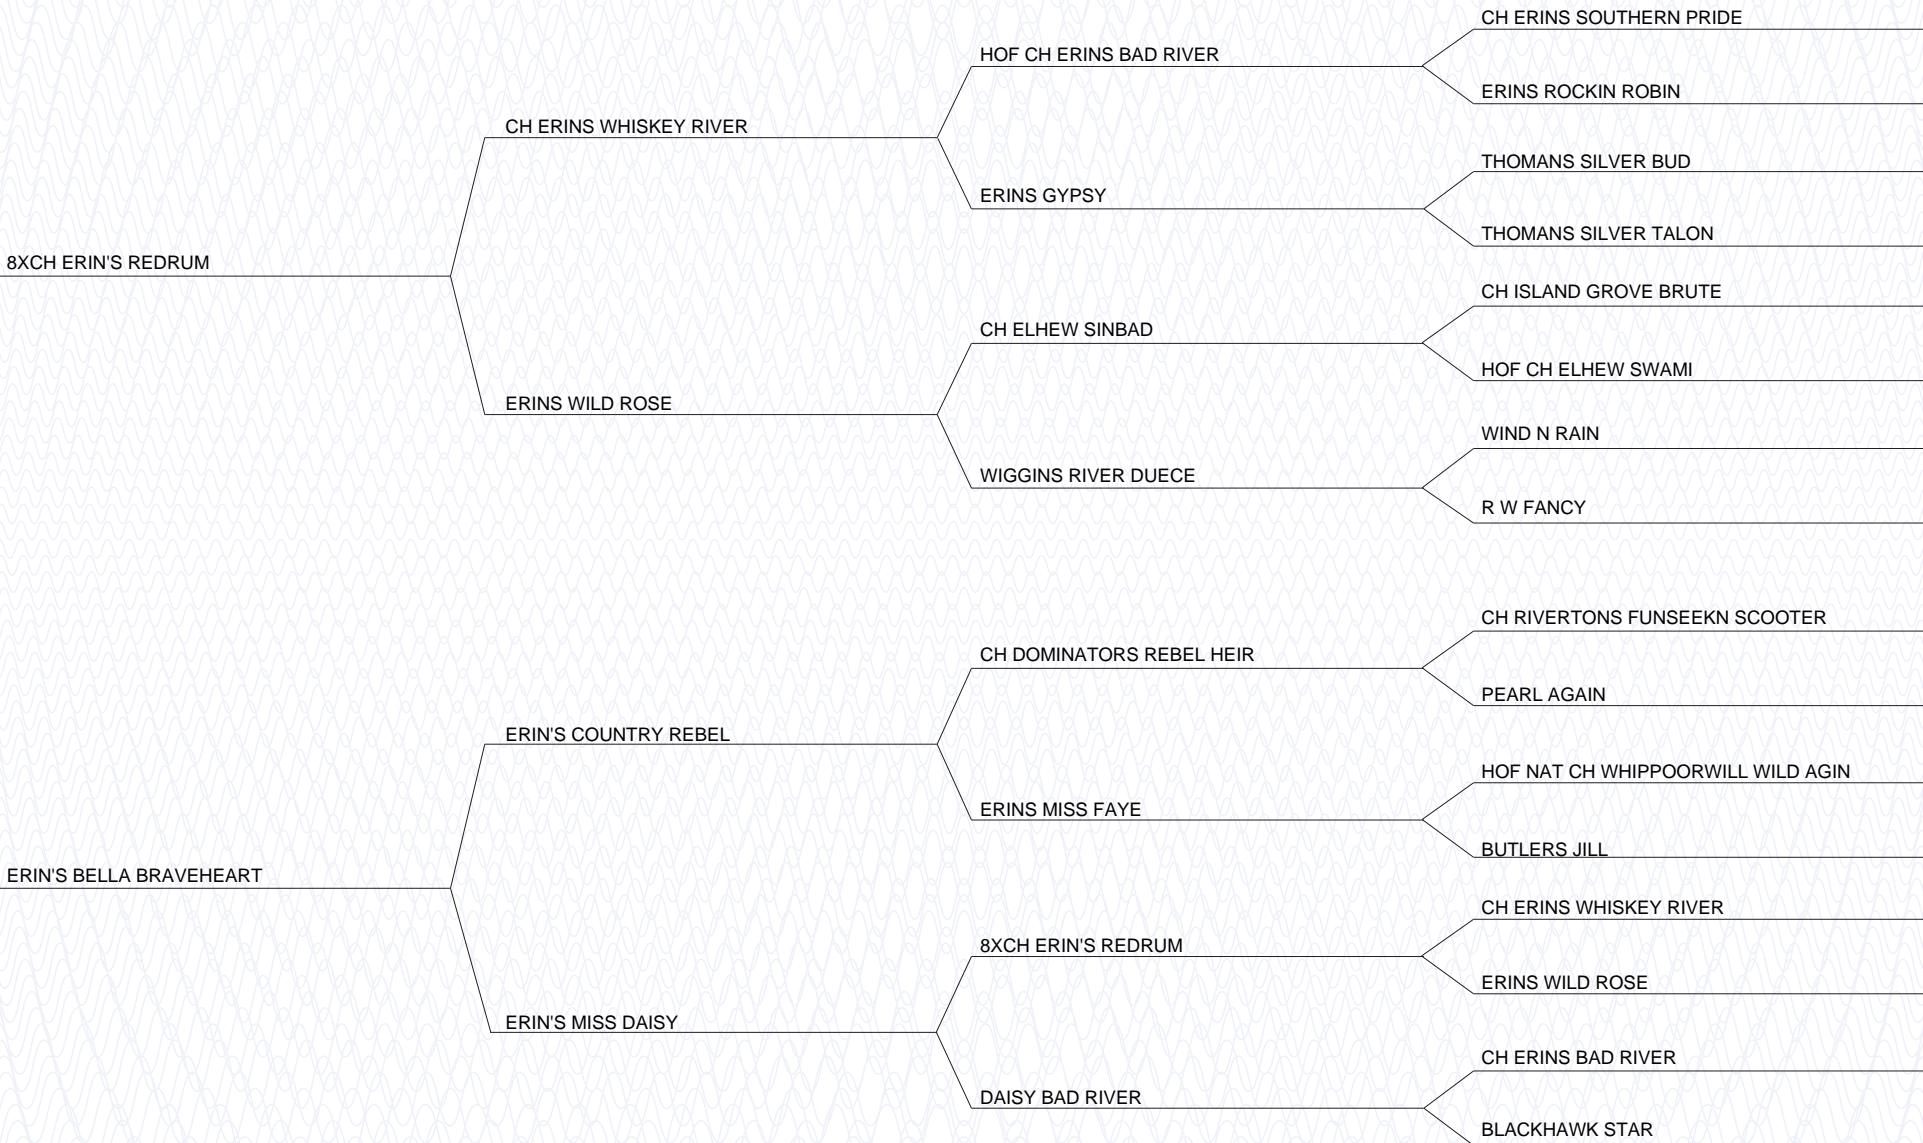 CH ERINS SOUTHERN PRIDE
HOF CH ERINS BAD RIVER
ERINS ROCKIN ROBIN
CH ERINS WHISKEY RIVER
THOMANS SILVER BUD
ERINS GYPSY
THOMANS SILVER TALON
8XCH ERIN'S REDRUM
CH ISLAND GROVE BRUTE
CH ELHEW SINBAD
HOF CH ELHEW SWAMI
ERINS WILD ROSE
WIND N RAIN
WIGGINS RIVER DUECE
R W FANCY
CH RIVERTONS FUNSEEKN SCOOTER
CH DOMINATORS REBEL HEIR
PEARL AGAIN
ERIN'S COUNTRY REBEL
HOF NAT CH WHIPPOORWILL WILD AGIN
ERINS MISS FAYE
BUTLERS JILL
ERIN'S BELLA BRAVEHEART
CH ERINS WHISKEY RIVER
8XCH ERIN'S REDRUM
ERINS WILD ROSE
ERIN'S MISS DAISY
CH ERINS BAD RIVER
DAISY BAD RIVER
BLACKHAWK STAR